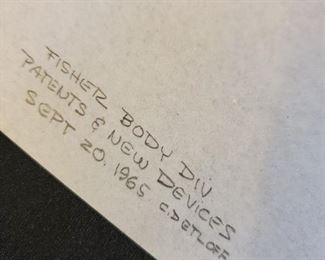 FISHER BODY DIV
PATENTS & NEW DEVICES
SEPT 20, 1965 C.DETLOFF